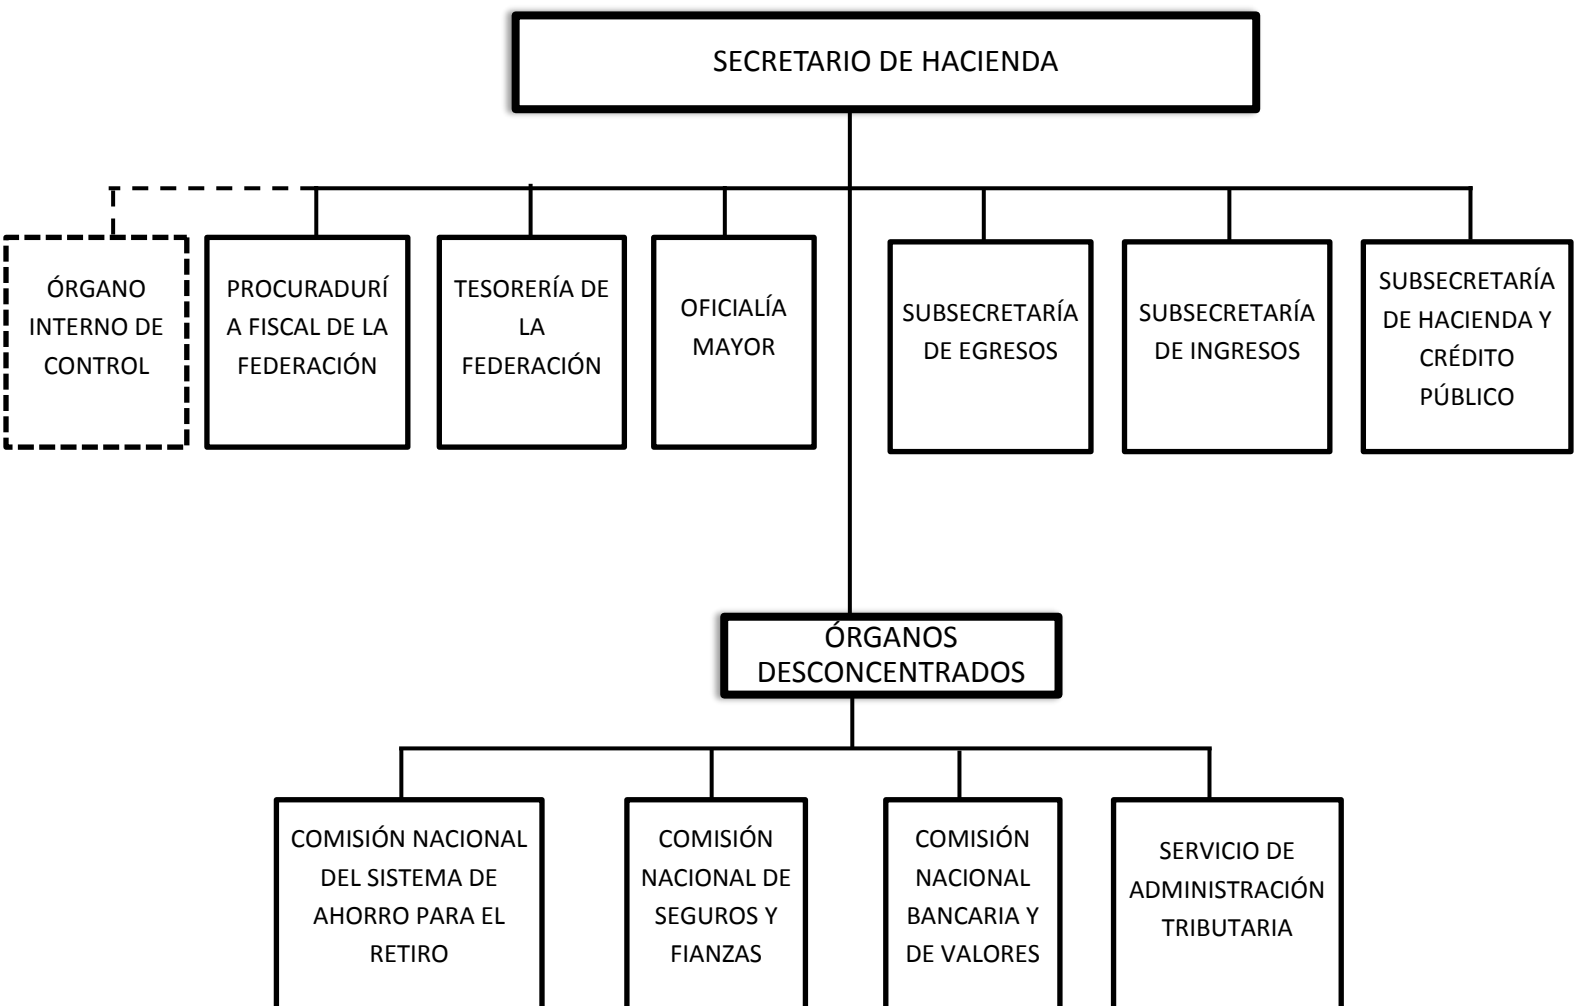 SECRETARIO DE HACIENDA
ÓRGANO
INTERNO DE
CONTROL
PROCURADURÍ
A FISCAL DE LA
FEDERACIÓN
TESORERÍA DE
LA
FEDERACIÓN
OFICIALÍA
MAYOR
SUBSECRETARÍA
DE EGRESOS
SUBSECRETARÍA
DE INGRESOS
SUBSECRETARÍA
DE HACIENDA Y
CRÉDITO
PÚBLICO
ÓRGANOS
DESCONCENTRADOS
COMISIÓN NACIONAL
DEL SISTEMA DE
AHORRO PARA EL
RETIRO
COMISIÓN
NACIONAL DE
SEGUROS Y
FIANZAS
COMISIÓN
NACIONAL
BANCARIA Y
DE VALORES
SERVICIO DE
ADMINISTRACIÓN
TRIBUTARIA